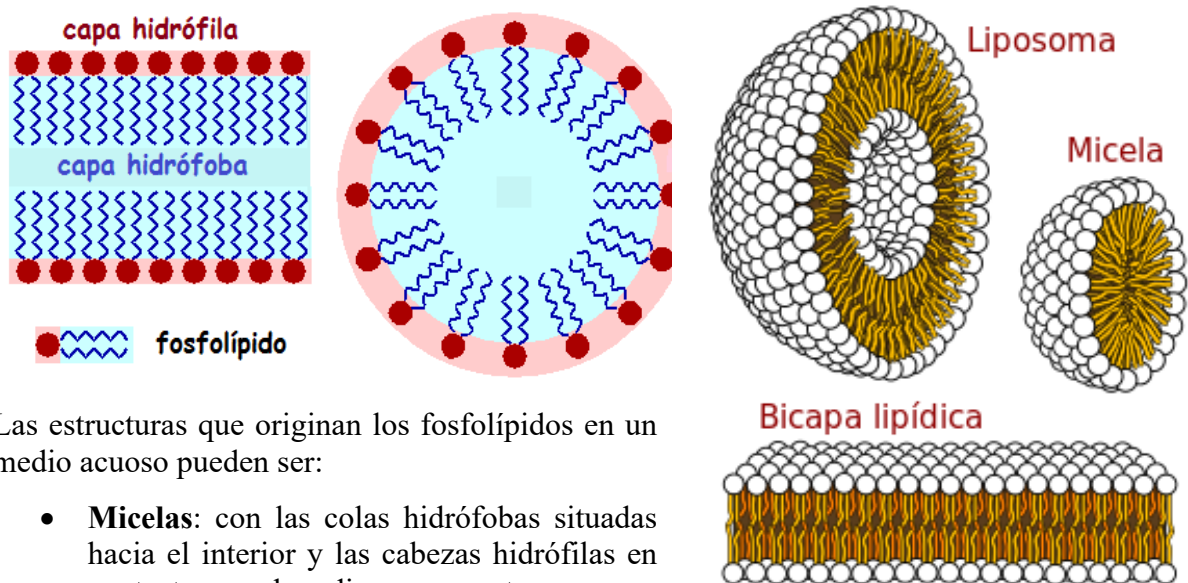 capa hidrófila
capa hidrófoba
fosfolípido
Liposoma
Micela
Bicapa lipídica
Las estructuras que originan los fosfolípidos en un
medio acuoso pueden ser:
• Micelas: con las colas hidrófobas situadas
hacia el interior y las cabezas hidrófilas en